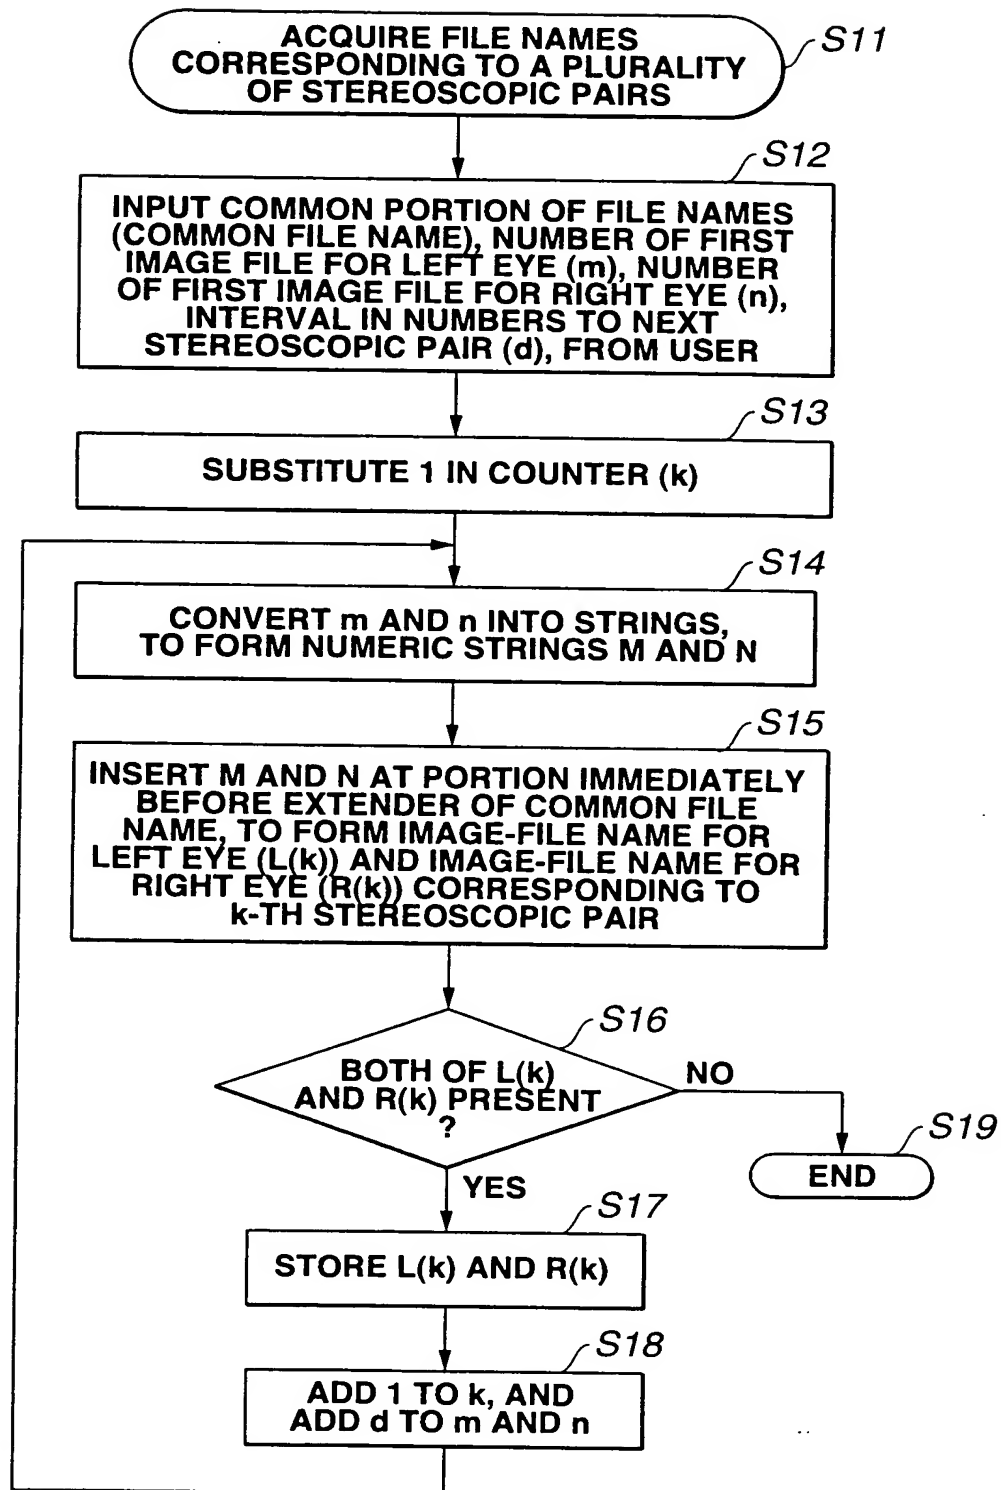 ACQUIRE FILE NAMES
CORRESPONDING TO A PLURALITY
OF STEREOSCOPIC PAIRS
S11
S12
INPUT COMMON PORTION OF FILE NAMES
(COMMON FILE NAME), NUMBER OF FIRST
IMAGE FILE FOR LEFT EYE (m), NUMBER
OF FIRST IMAGE FILE FOR RIGHT EYE (n),
INTERVAL IN NUMBERS TO NEXT
STEREOSCOPIC PAIR (d), FROM USER
S13
SUBSTITUTE 1 IN COUNTER (k)
S14
CONVERT m AND n INTO STRINGS,
TO FORM NUMERIC STRINGS M AND N
S15
INSERT M AND N AT PORTION IMMEDIATELY
BEFORE EXTENDER OF COMMON FILE
NAME, TO FORM IMAGE-FILE NAME FOR
LEFT EYE (L(k)) AND IMAGE-FILE NAME FOR
RIGHT EYE (R(k)) CORRESPONDING TO
k-TH STEREOSCOPIC PAIR
S16
BOTH OF L(k)
AND R(k) PRESENT
?
NO
S19
END
YES
S17
STORE L(k) AND R(k)
S18
ADD 1 TO k, AND
ADD d TO m AND n